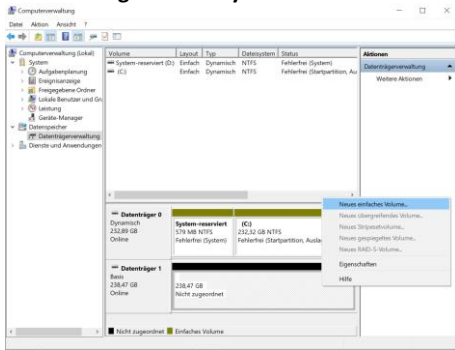 Computerverwaltung
Datei Aktion Ansicht ?
Computerverwaltung (Lokal)
System
Aufgabenplanung
Ereignisanzeige
Freigegebene Ordner
Lokale Benutzer und Gr
Leistung
Geräte-Manager
Datenspeicher
Datenträgerverwaltung
Dienste und Anwendungen
Volume Layout Typ Dateisystem Status
System-reserviert (D:) Einfach Dynamisch NTFS Fehlerfrei (System)
(C:) Einfach Dynamisch NTFS Fehlerfrei (Startpartition, Au
Aktionen
Datenträgerverwaltung
Weitere Aktionen
Datenträger 0
Dynamisch
232,89 GB
Online
System-reserviert
579 MB NTFS
Fehlerfrei (System)
(C:)
232,32 GB NTFS
Fehlerfrei (Startpartition, Ausla
Datenträger 1
Basis
238,47 GB
Online
238,47 GB
Nicht zugeordnet
Neues einfaches Volume...
Neues übergreifendes Volume...
Neues Stripesetvolume...
Neues gespiegeltes Volume...
Neues RAID-5-Volume...
Eigenschaften
Hilfe
Nicht zugeordnet Einfaches Volume